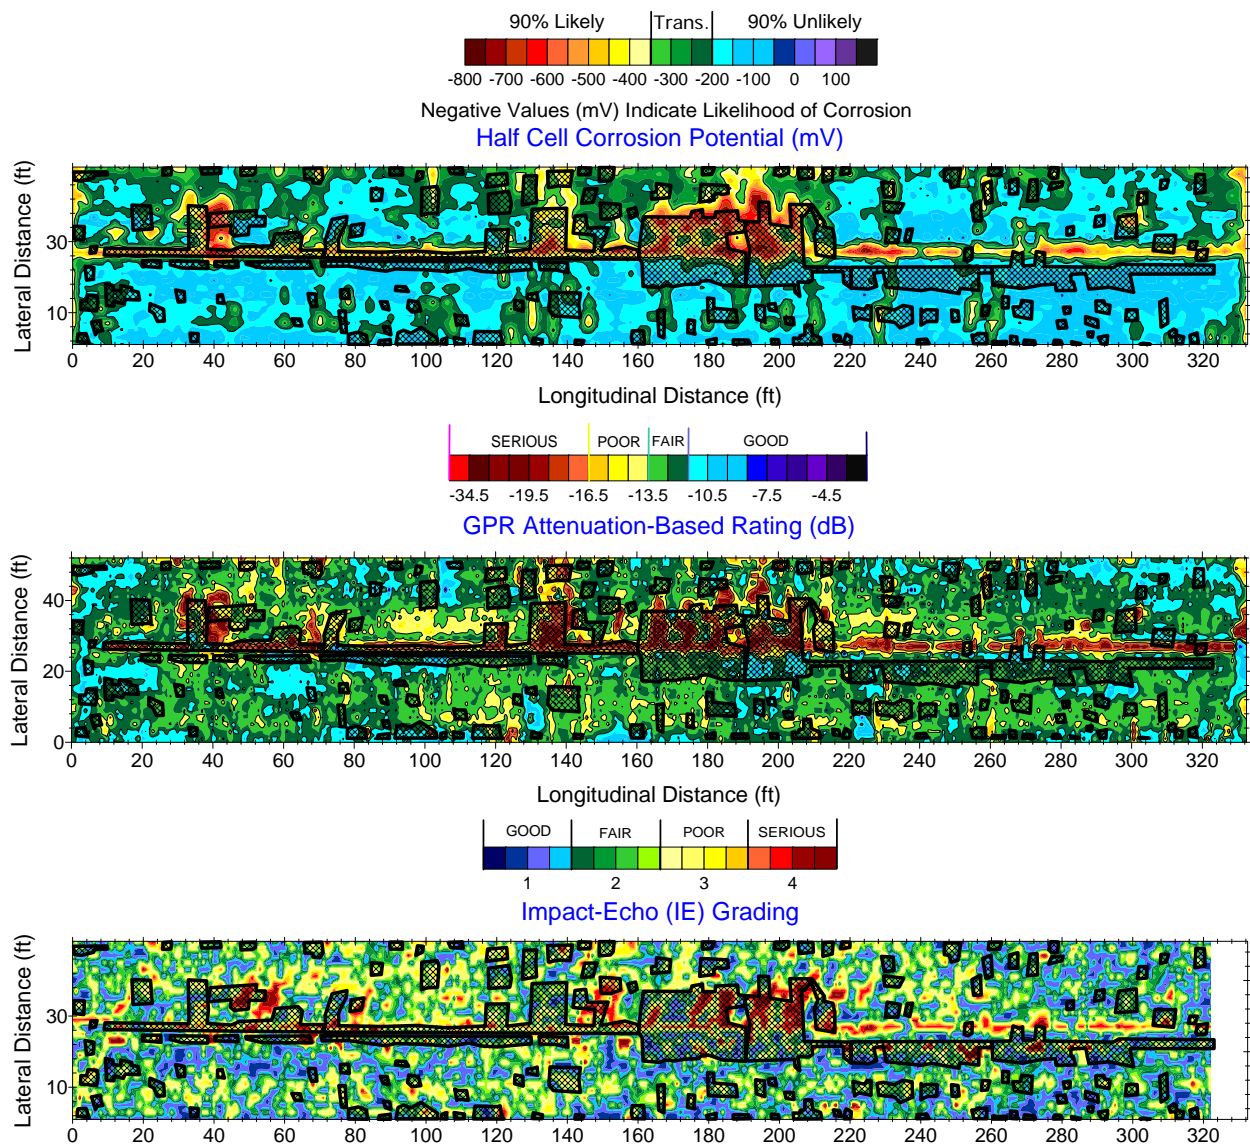 90% Likely Trans. 90% Unlikely
-800 -700 -600 -500 -400 -300 -200 -100 0 100
Negative Values (mV) Indicate Likelihood of Corrosion
Half Cell Corrosion Potential (mV)
Lateral Distance (ft)
30
10
0 20 40 60 80 100 120 140 160 180 200 220 240 260 280 300 320
Longitudinal Distance (ft)
SERIOUS POOR FAIR GOOD
-34.5 -19.5 -16.5 -13.5 -10.5 -7.5 -4.5
GPR Attenuation-Based Rating (dB)
Lateral Distance (ft)
40
20
0
0 20 40 60 80 100 120 140 160 180 200 220 240 260 280 300 320
Longitudinal Distance (ft)
GOOD FAIR POOR SERIOUS
1 2 3 4
Impact-Echo (IE) Grading
Lateral Distance (ft)
30
10
0 20 40 60 80 100 120 140 160 180 200 220 240 260 280 300 320